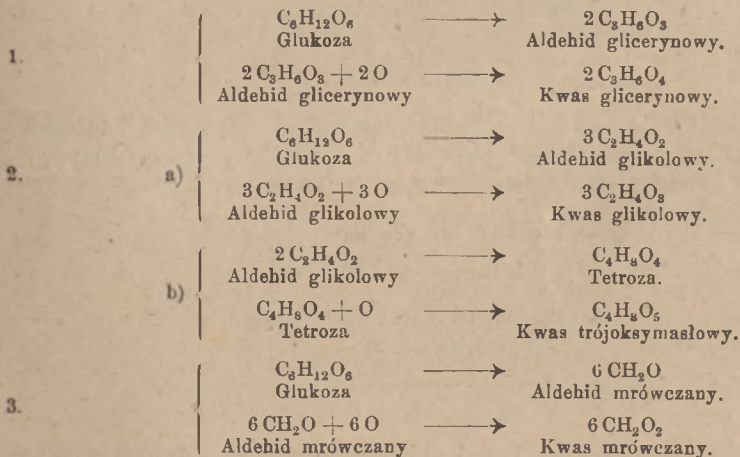 C₆H₁₂O₆ ⟶ 2 C₃H₆O₃
Glukoza Aldehid glicerynowy.
1.
2 C₃H₆O₃ + 2 O ⟶ 2 C₃H₆O₄
Aldehid glicerynowy Kwas glicerynowy.
C₆H₁₂O₆ ⟶ 3 C₂H₄O₂
Glukoza Aldehid glikolowy.
2. a)
3 C₂H₄O₂ + 3 O ⟶ 3 C₂H₄O₃
Aldehid glikolowy Kwas glikolowy.
2 C₂H₄O₂ ⟶ C₄H₈O₄
Aldehid glikolowy Tetroza.
b)
C₄H₈O₄ + O ⟶ C₄H₈O₅
Tetroza Kwas trójoksymasłowy.
C₆H₁₂O₆ ⟶ 6 CH₂O
Glukoza Aldehid mrówczany.
3.
6 CH₂O + 6 O ⟶ 6 CH₂O₂
Aldehid mrówczany Kwas mrówczany.